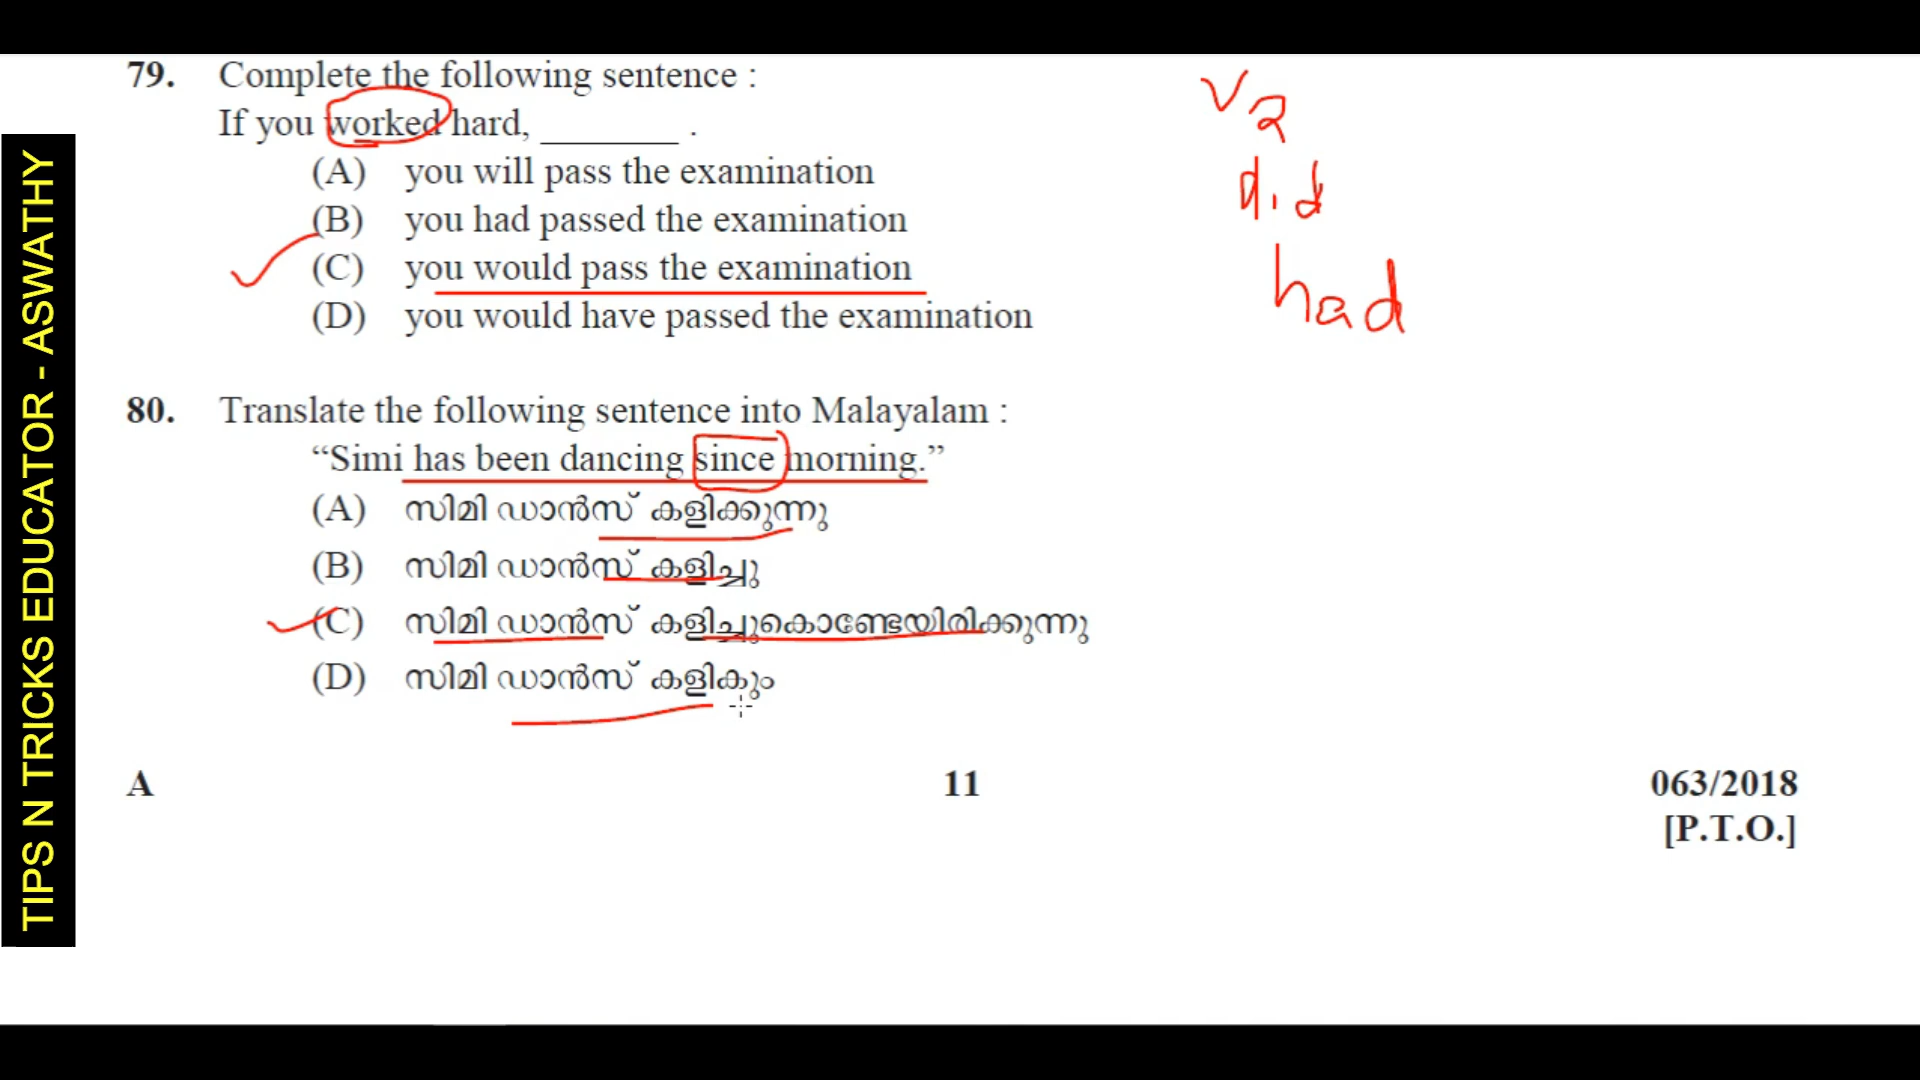 TIPS N TRICKS EDUCATOR - ASWATHY
79. Complete the following sentence :
If you worked hard, _______ .
(A) you will pass the examination
(B) you had passed the examination
(C) you would pass the examination
(D) you would have passed the examination
V2
did
had
80. Translate the following sentence into Malayalam :
“Simi has been dancing since morning.”
(A) സിമി ഡാൻസ് കളിക്കുന്നു
(B) സിമി ഡാൻസ് കളിച്ചു
(C) സിമി ഡാൻസ് കളിച്ചുകൊണ്ടേയിരിക്കുന്നു
(D) സിമി ഡാൻസ് കളികും
A 11 063/2018
[P.T.O.]